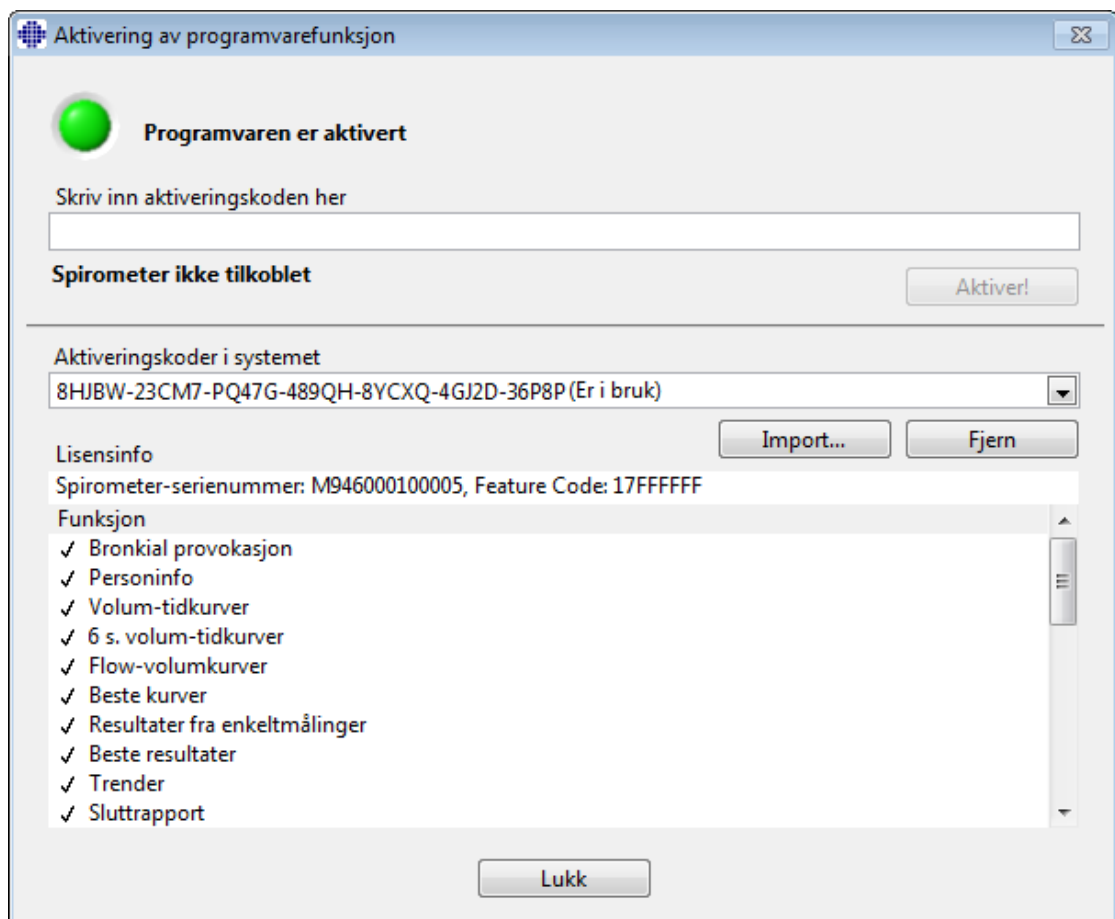 Aktivering av programvarefunksjon
Programvaren er aktivert
Skriv inn aktiveringskoden her
Spirometer ikke tilkoblet
Aktiver!
Aktiveringskoder i systemet
8HJBW-23CM7-PQ47G-489QH-8YCXQ-4GJ2D-36P8P (Er i bruk)
Import... Fjern
Lisensinfo
Spirometer-serienummer: M946000100005, Feature Code: 17FFFFFF
Funksjon
✓ Bronkial provokasjon
✓ Personinfo
✓ Volum-tidkurver
✓ 6 s. volum-tidkurver
✓ Flow-volumkurver
✓ Beste kurver
✓ Resultater fra enkeltmålinger
✓ Beste resultater
✓ Trender
✓ Sluttrapport
Lukk